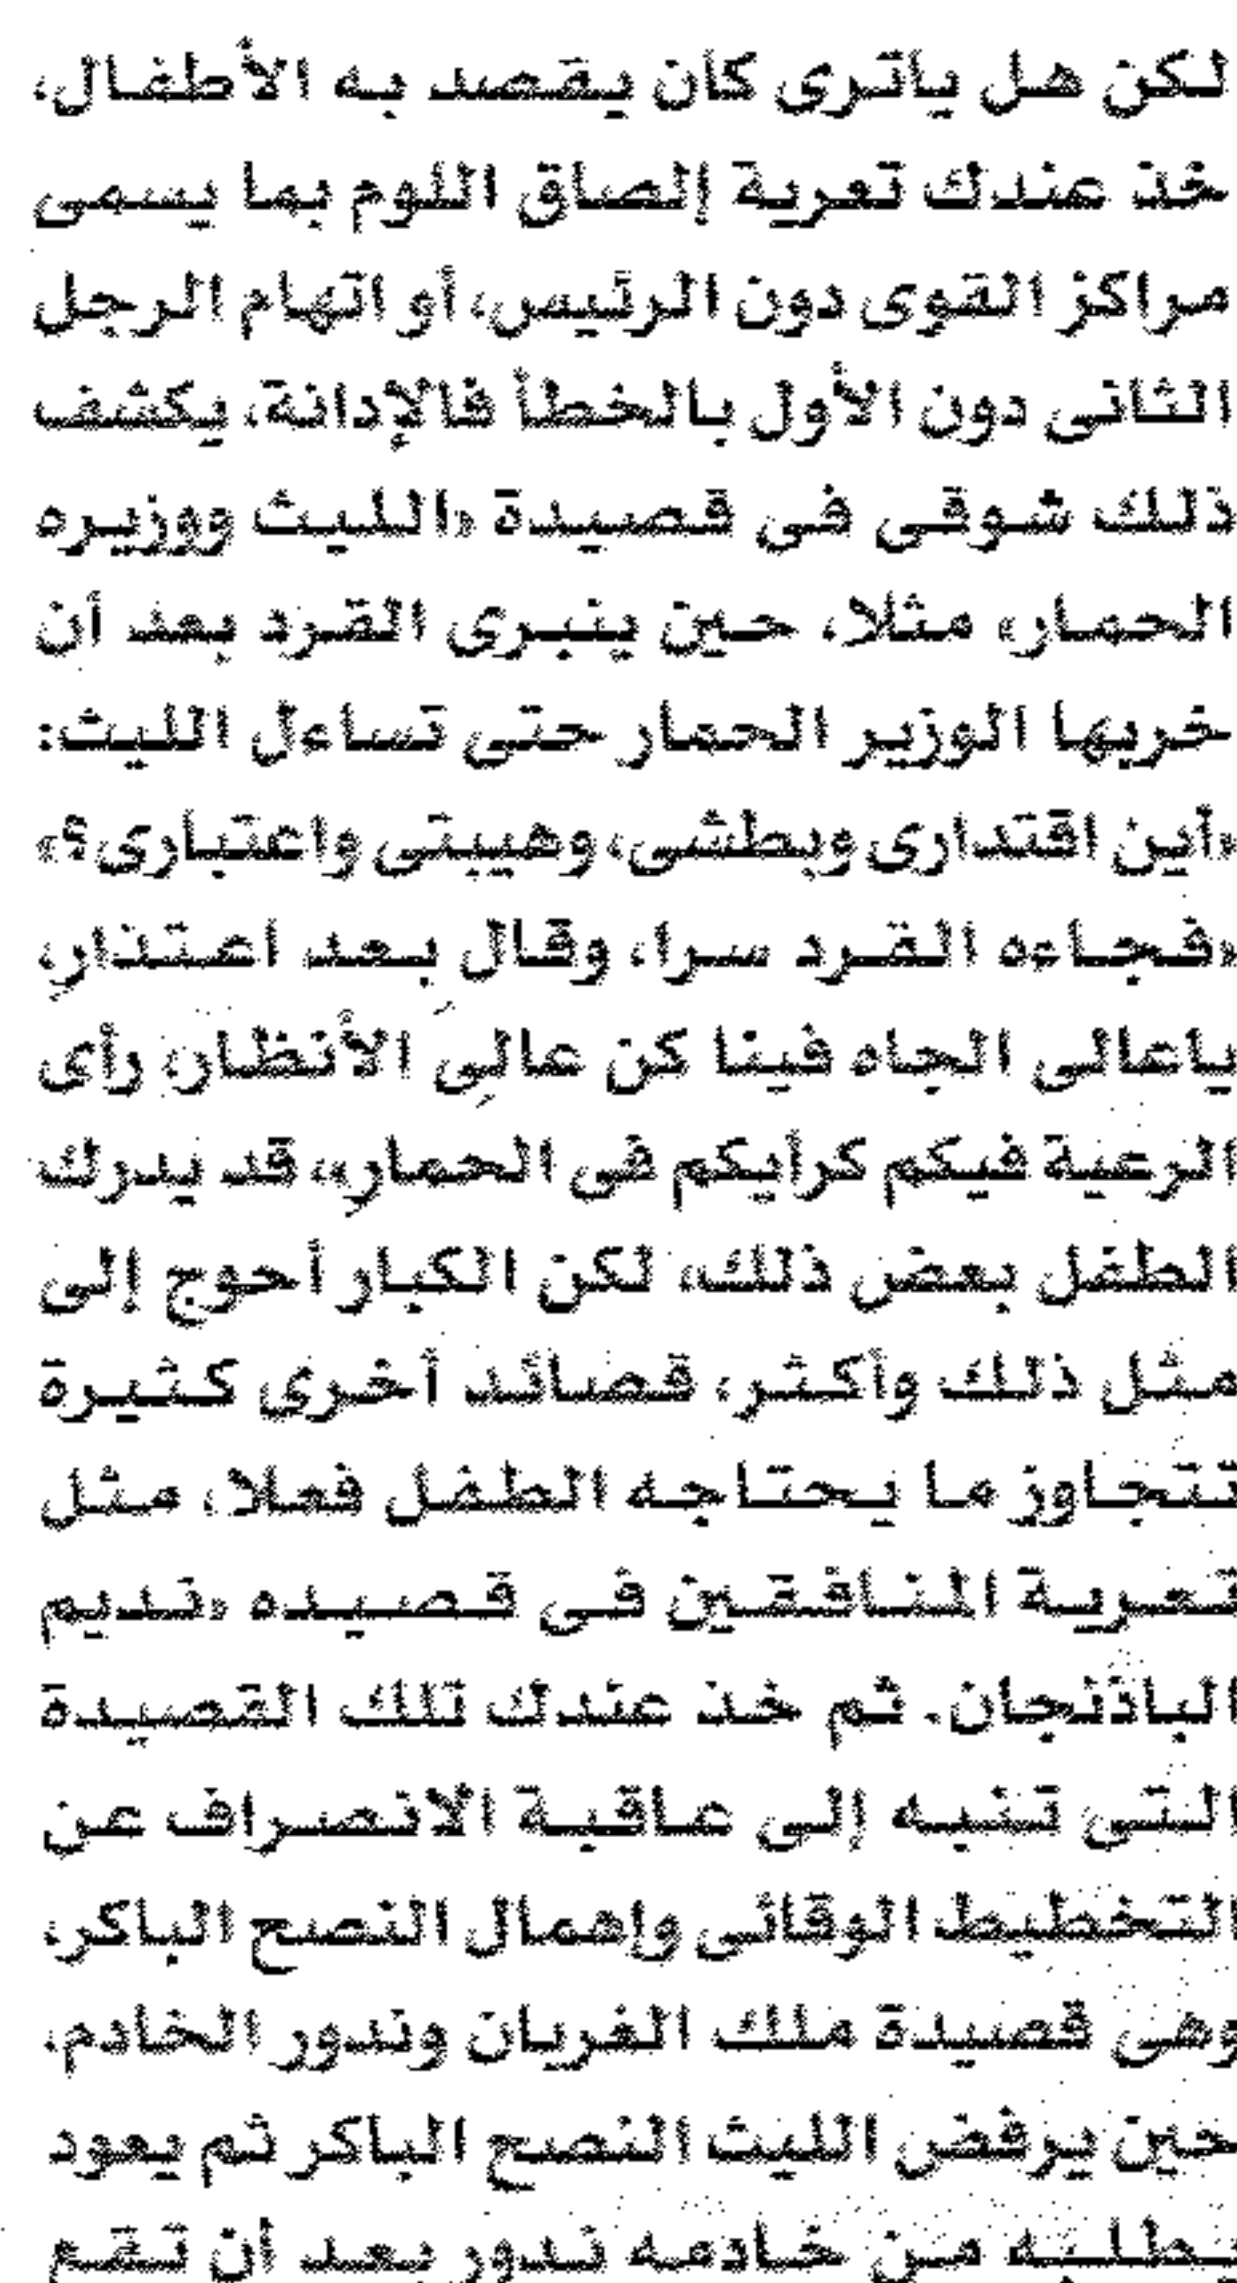 لكن هل ياترى كان يقصد به الأطفال،
خذ عندك تعرية إلصاق اللوم بما يسمى
مراكز القوى دون الرئيس، أو اتهام الرجل
الثانى دون الأول بالخطأ فالإدانة، يكشف
ذلك شوقى فى قصيدة «الليث ووزيره
الحمار» مثلا، حين ينبرى القرد بعد أن
خربها الوزير الحمار حتى تساءل الليث:
«أين اقتدارى وبطشى، وهيبتى واعتبارى؟»
«فجاءه القرد سرا، وقال بعد اعتذارِ،
ياعالى الجاه فينا كن عالىِ الأنظار، رأى
الرعية فيكم كرأيكم فى الحمارِ»، قد يدرك
الطفل بعض ذلك، لكن الكبار أحوج إلى
مثل ذلك وأكثر، قصائد أخرى كثيرة
تتجاوز ما يحتاجه الطفل فعلا، مثل
تعرية المنافقين فى قصيده «نديم
الباذنجان. ثم خذ عندك تلك القصيدة
التى تنبه إلى عاقبة الانصراف عن
التخطيط الوقائى وإهمال النصح الباكر،
وهى قصيدة ملك الغربان وندور الخادم،
حين يرفض الليث النصح الباكر ثم يعود
يطلبه من خادمه ندور بعد أن تقع